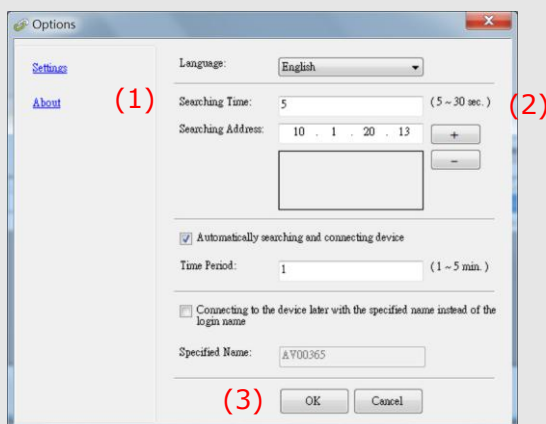 Options
Settings
About
Language: English
(1) Searching Time: 5 (5 ~ 30 sec. ) (2)
Searching Address: 10 . 1 . 20 . 13 +
-
Automatically searching and connecting device
Time Period: 1 (1 ~ 5 min. )
Connecting to the device later with the specified name instead of the
login name
Specified Name: AV00365
(3) OK Cancel